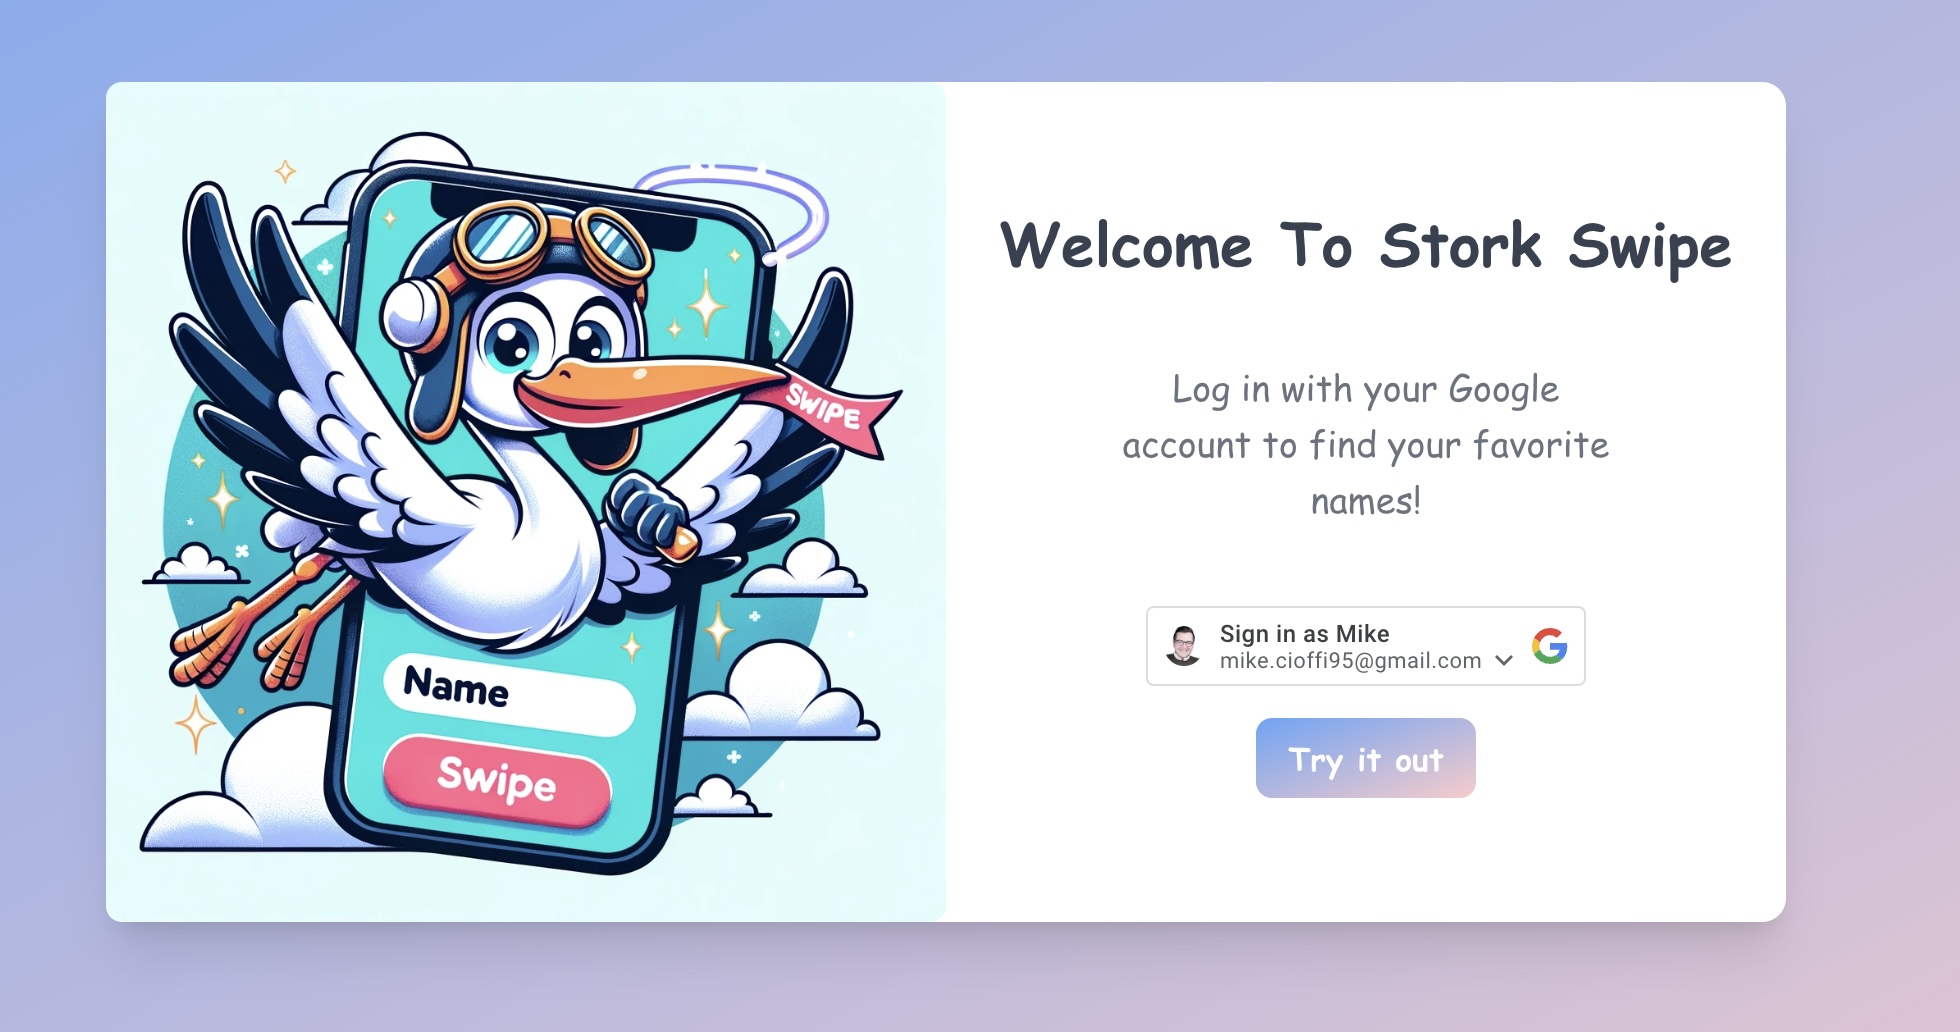 SWIPE
Name
Swipe
Welcome To Stork Swipe
Log in with your Google
account to find your favorite
names!
Sign in as Mike
mike.cioffi95@gmail.com
Try it out